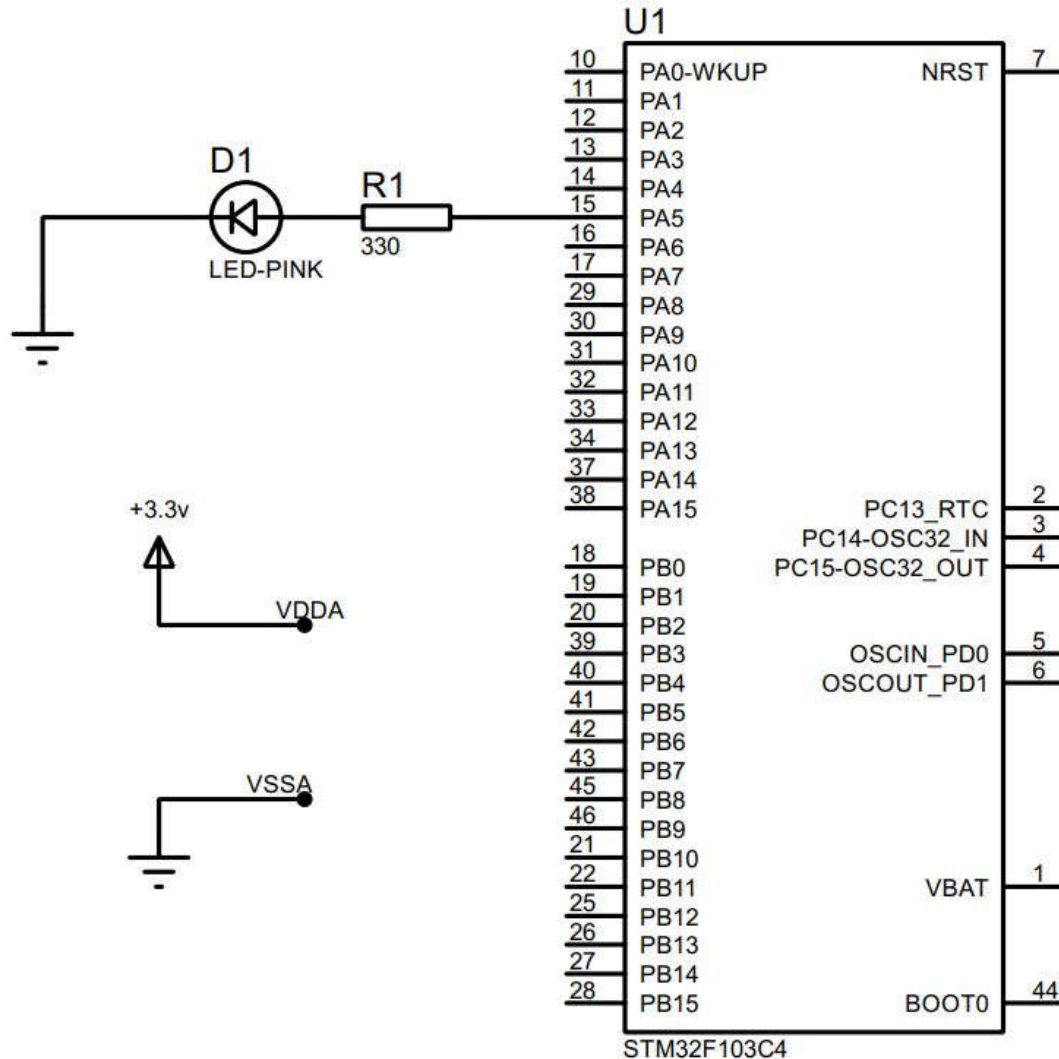 U1
10 PA0-WKUP NRST 7
11 PA1
12 PA2
13 PA3
D1
14 PA4
R1
15 PA5
330
16 PA6
LED-PINK
17 PA7
29 PA8
30 PA9
31 PA10
32 PA11
33 PA12
34 PA13
37 PA14
38 PA15 PC13_RTC 2
+3.3v
PC14-OSC32_IN 3
18 PB0 PC15-OSC32_OUT 4
19 PB1
VDDA
20 PB2
39 PB3 OSCIN_PD0 5
40 PB4 OSCOUT_PD1 6
41 PB5
42 PB6
43 PB7
VSSA
45 PB8
46 PB9
21 PB10
22 PB11 VBAT 1
25 PB12
26 PB13
27 PB14
28 PB15 BOOT0 44
STM32F103C4